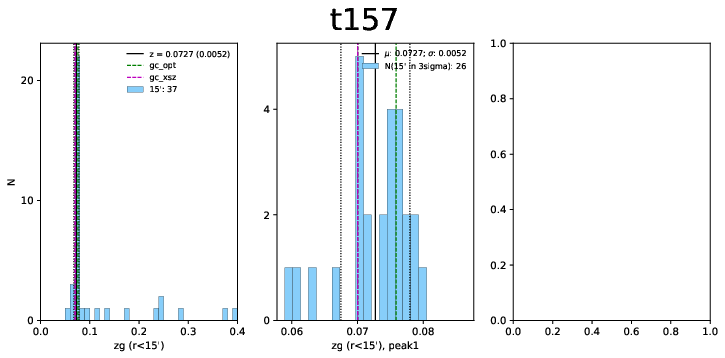 t157
z = 0.0727 (0.0052)
gc_opt
gc_xsz
15': 37
N
0
10
20
0.0 0.1 0.2 0.3 0.4
zg (r<15')
μ: 0.0727; σ: 0.0052
N(15' in 3sigma): 26
0
2
4
0.06 0.07 0.08
zg (r<15'), peak1
1.0
0.8
0.6
0.4
0.2
0.0
0.0 0.2 0.4 0.6 0.8 1.0